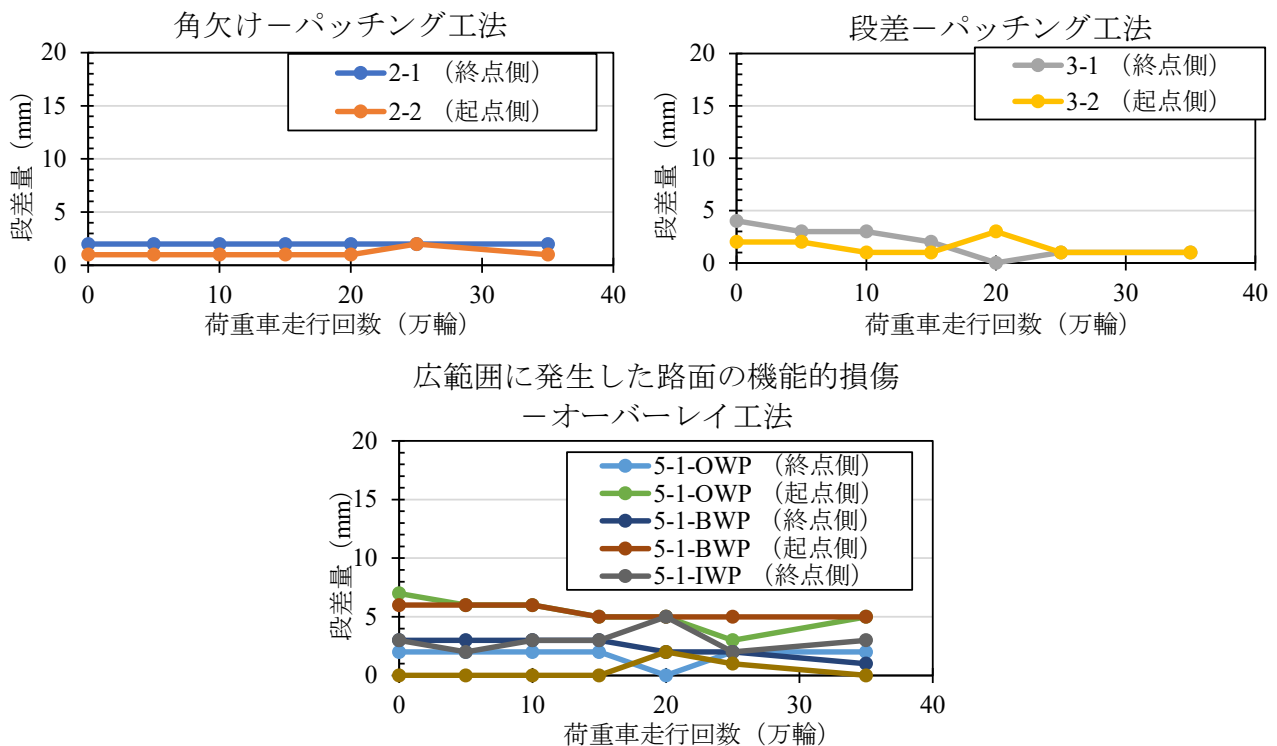 角欠け－パッチング工法
20
15
10
5
0
段差量（mm）
2-1 （終点側）
2-2 （起点側）
0 10 20 30 40
荷重車走行回数（万輪）
段差－パッチング工法
20
15
10
5
0
段差量（mm）
3-1 （終点側）
3-2 （起点側）
0 10 20 30 40
荷重車走行回数（万輪）
広範囲に発生した路面の機能的損傷
－オーバーレイ工法
20
15
10
5
0
段差量（mm）
5-1-OWP （終点側）
5-1-OWP （起点側）
5-1-BWP （終点側）
5-1-BWP （起点側）
5-1-IWP （終点側）
0 10 20 30 40
荷重車走行回数（万輪）